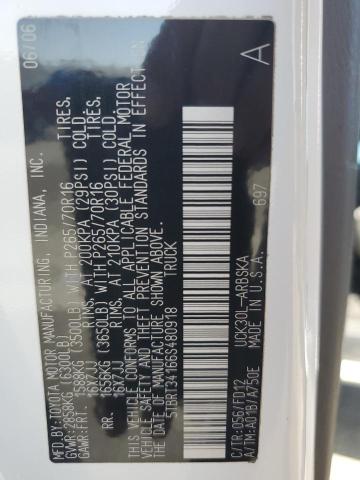 MFD.BY:TOYOTA MOTOR MANUFACTURING, INDIANA, INC. 06/06
GVWR:2858KG (6300LB)
GAWR:FRT. 1588KG (3500LB) WITH P265/70R16 TIRES,
16X7JJ RIMS, AT 200KPA (29PSI) COLD.
RR. 1656KG (3650LB) WITH P265/70R16 TIRES,
16X7JJ RIMS, AT 210KPA (30PSI) COLD.
THIS VEHICLE CONFORMS TO ALL APPLICABLE FEDERAL MOTOR
VEHICLE SAFETY AND THEFT PREVENTION STANDARDS IN EFFECT
ON THE DATE OF MANUFACTURE SHOWN ABOVE.
5TBRT34166S480918 TRUCK
A
697
C/TR:056/FD12 UCK30L-ARBSKA
A/TM:A01B/A750E MADE IN U.S.A.